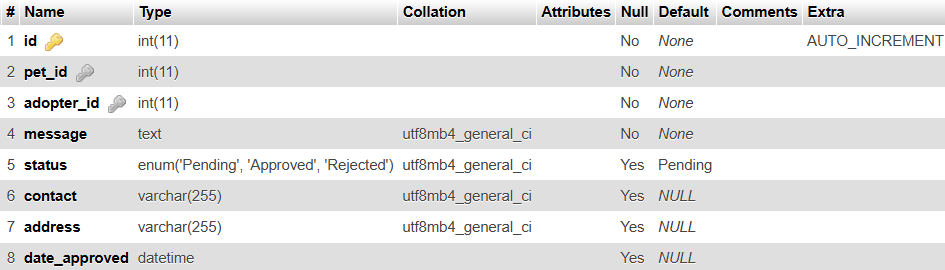 # Name Type Collation Attributes Null Default Comments Extra
1 id int(11) No None AUTO_INCREMENT
2 pet_id int(11) No None
3 adopter_id int(11) No None
4 message text utf8mb4_general_ci No None
5 status enum('Pending', 'Approved', 'Rejected') utf8mb4_general_ci Yes Pending
6 contact varchar(255) utf8mb4_general_ci Yes NULL
7 address varchar(255) utf8mb4_general_ci Yes NULL
8 date_approved datetime Yes NULL